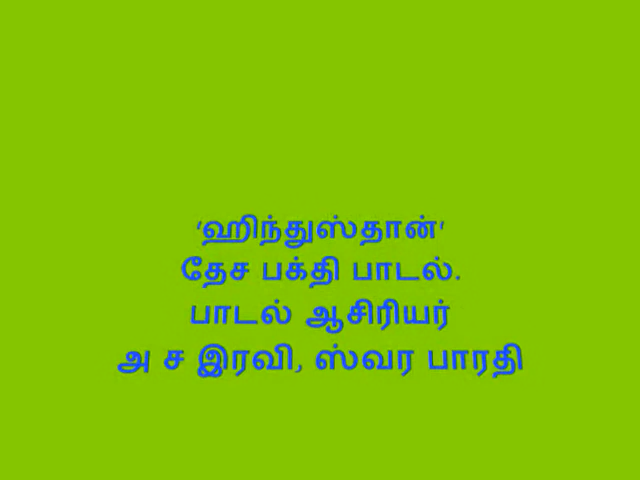 'ஹிந்துஸ்தான்'
தேச பக்தி பாடல்.
பாடல் ஆசிரியர்
அ ச இரவி, ஸ்வர பாரதி